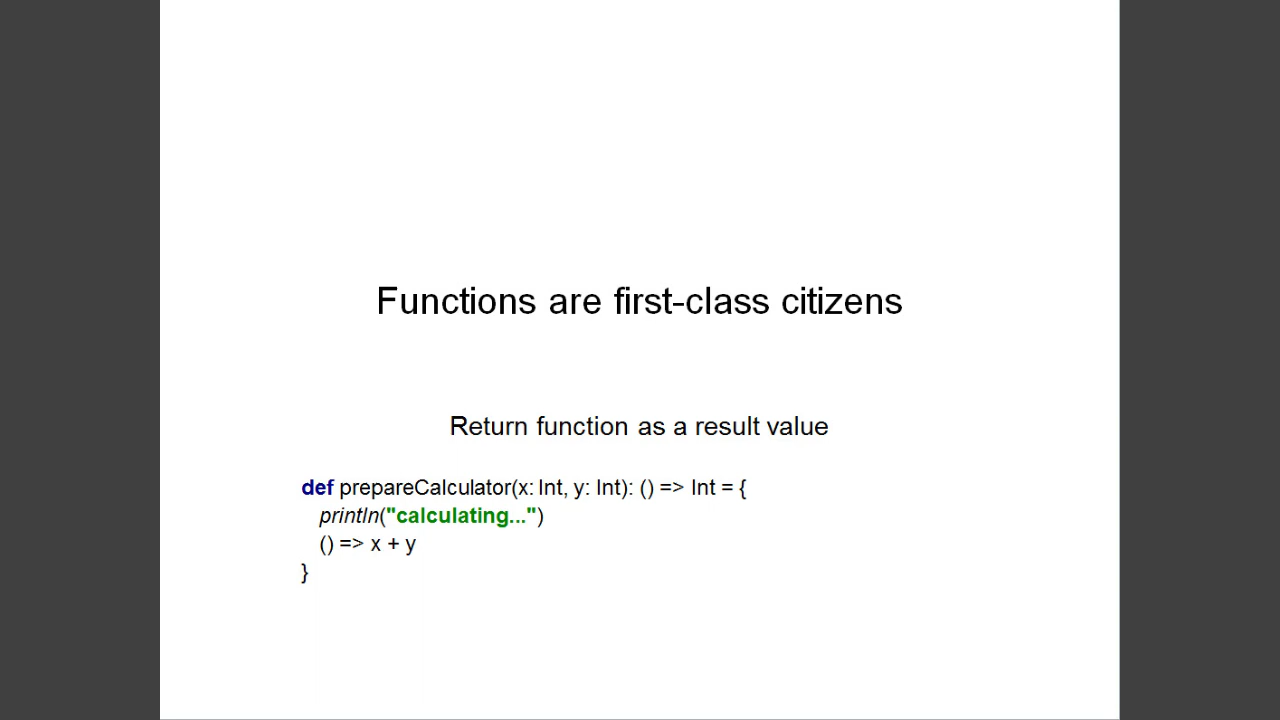 Functions are first-class citizens
Return function as a result value
def prepareCalculator(x: Int, y: Int): () => Int = {
println("calculating...")
() => x + y
}